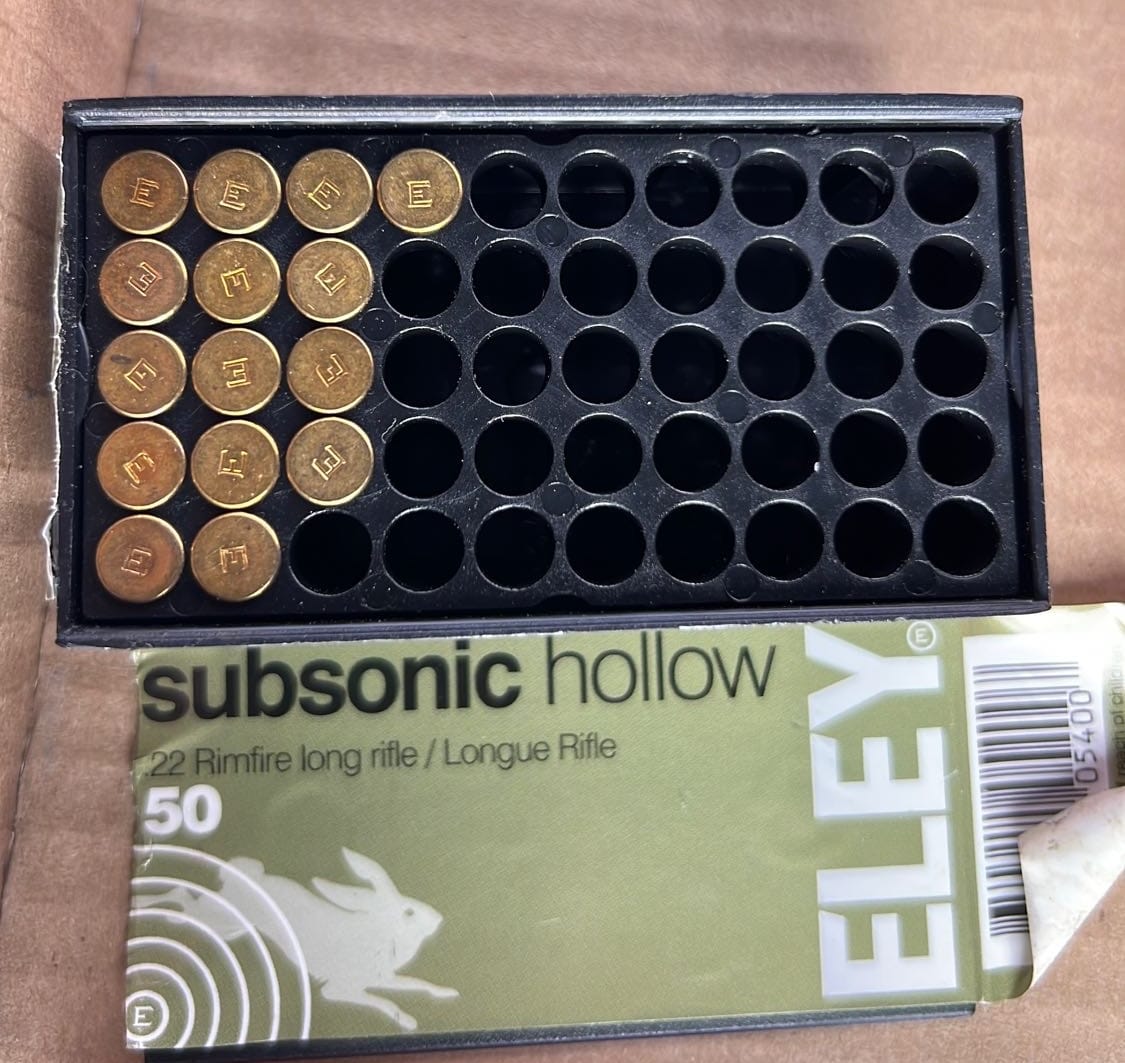 E E E E
E E E
E E E
E E E
E E
subsonic hollow
.22 Rimfire long rifle / Longue Rifle
50
E
ELEY
E
05400